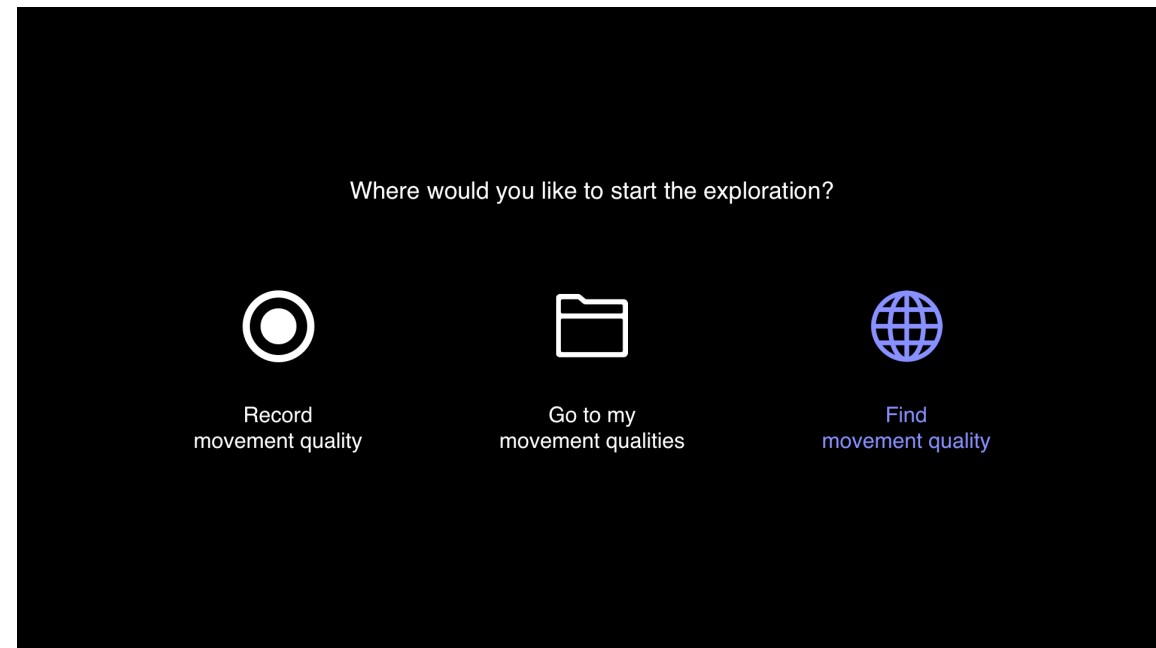 Where would you like to start the exploration?
Record
movement quality
Go to my
movement qualities
Find
movement quality